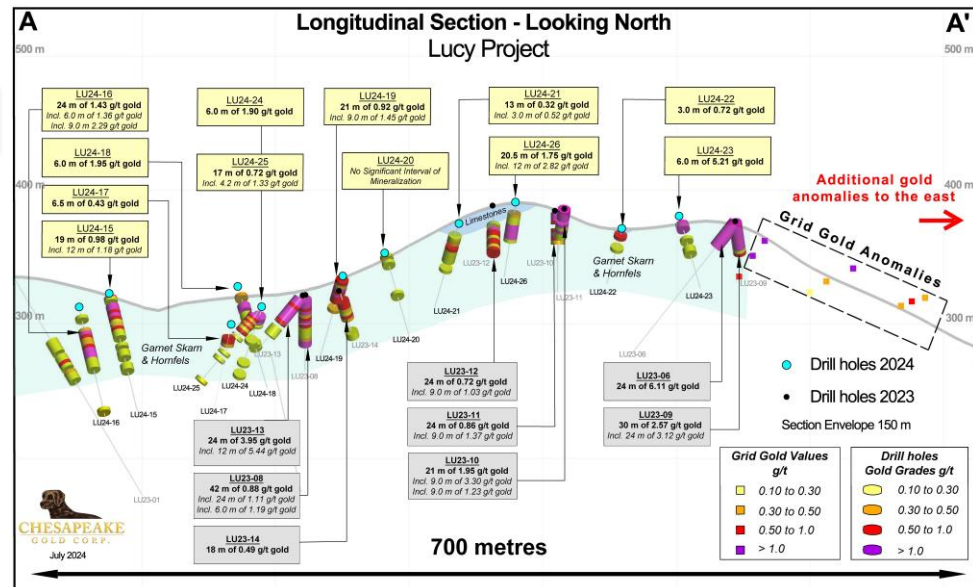 A
Longitudinal Section - Looking North
A'
Lucy Project
500 m
500 m
LU24-16
24 m of 1.43 g/t gold
Incl. 6.0 m of 1.36 g/t gold
Incl. 9.0 m 2.29 g/t gold
LU24-18
6.0 m of 1.95 g/t gold
LU24-17
6.5 m of 0.43 g/t gold
LU24-15
19 m of 0.98 g/t gold
Incl. 12 m of 1.18 g/t gold
LU24-24
6.0 m of 1.90 g/t gold
LU24-25
17 m of 0.72 g/t gold
Incl. 4.2 m of 1.33 g/t gold
LU24-19
21 m of 0.92 g/t gold
Incl. 9.0 m of 1.45 g/t gold
LU24-20
No Significant Interval of
Mineralization
LU24-21
13 m of 0.32 g/t gold
Incl. 3.0 m of 0.52 g/t gold
LU24-26
20.5 m of 1.75 g/t gold
Incl. 12 m of 2.82 g/t gold
LU24-22
3.0 m of 0.72 g/t gold
LU24-23
6.0 m of 5.21 g/t gold
400 m
400 m
Additional gold
anomalies to the east
Grid Gold Anomalies
Limestones
300 m
300 m
Garnet Skarn
& Hornfels
Garnet Skarn
& Hornfels
LU23-12
LU23-10
LU24-26
LU23-11
LU24-22
LU23-09
LU24-23
LU24-21
LU24-20
LU23-14
LU24-19
LU23-08
LU23-13
LU24-18
LU24-24
LU24-25
LU24-17
LU24-15
LU24-16
LU23-01
LU23-06
LU23-13
24 m of 3.95 g/t gold
Incl. 12 m of 5.44 g/t gold
LU23-08
42 m of 0.88 g/t gold
Incl. 24 m of 1.11 g/t gold
Incl. 6.0 m of 1.19 g/t gold
LU23-14
18 m of 0.49 g/t gold
LU23-12
24 m of 0.72 g/t gold
Incl. 9.0 m of 1.03 g/t gold
LU23-11
24 m of 0.86 g/t gold
Incl. 9.0 m of 1.37 g/t gold
LU23-10
21 m of 1.95 g/t gold
Incl. 9.0 m of 3.30 g/t gold
Incl. 9.0 m of 1.23 g/t gold
LU23-06
24 m of 6.11 g/t gold
LU23-09
30 m of 2.57 g/t gold
Incl. 24 m of 3.12 g/t gold
Drill holes 2024
Drill holes 2023
Section Envelope 150 m
Grid Gold Values
g/t
0.10 to 0.30
0.30 to 0.50
0.50 to 1.0
> 1.0
Drill holes
Gold Grades g/t
0.10 to 0.30
0.30 to 0.50
0.50 to 1.0
> 1.0
CHESAPEAKE
GOLD CORP.
July 2024
700 metres